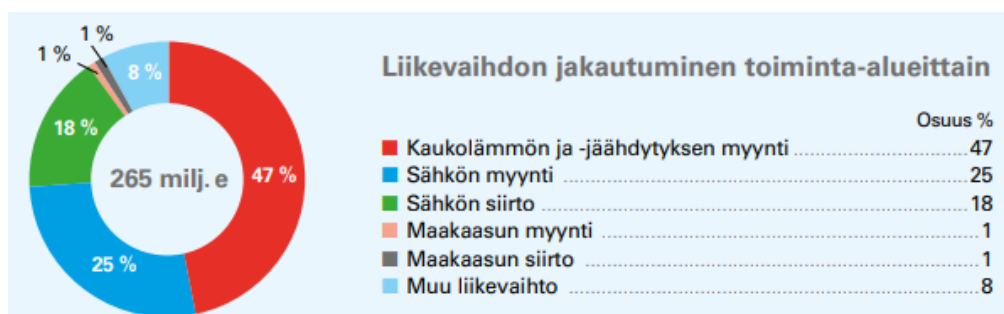 1 %
1 %
8 %
18 %
265 milj. e
47 %
25 %
Liikevaihdon jakautuminen toiminta-alueittain
Osuus %
Kaukolämmön ja -jäähdytyksen myynti 47
Sähkön myynti 25
Sähkön siirto 18
Maakaasun myynti 1
Maakaasun siirto 1
Muu liikevaihto 8